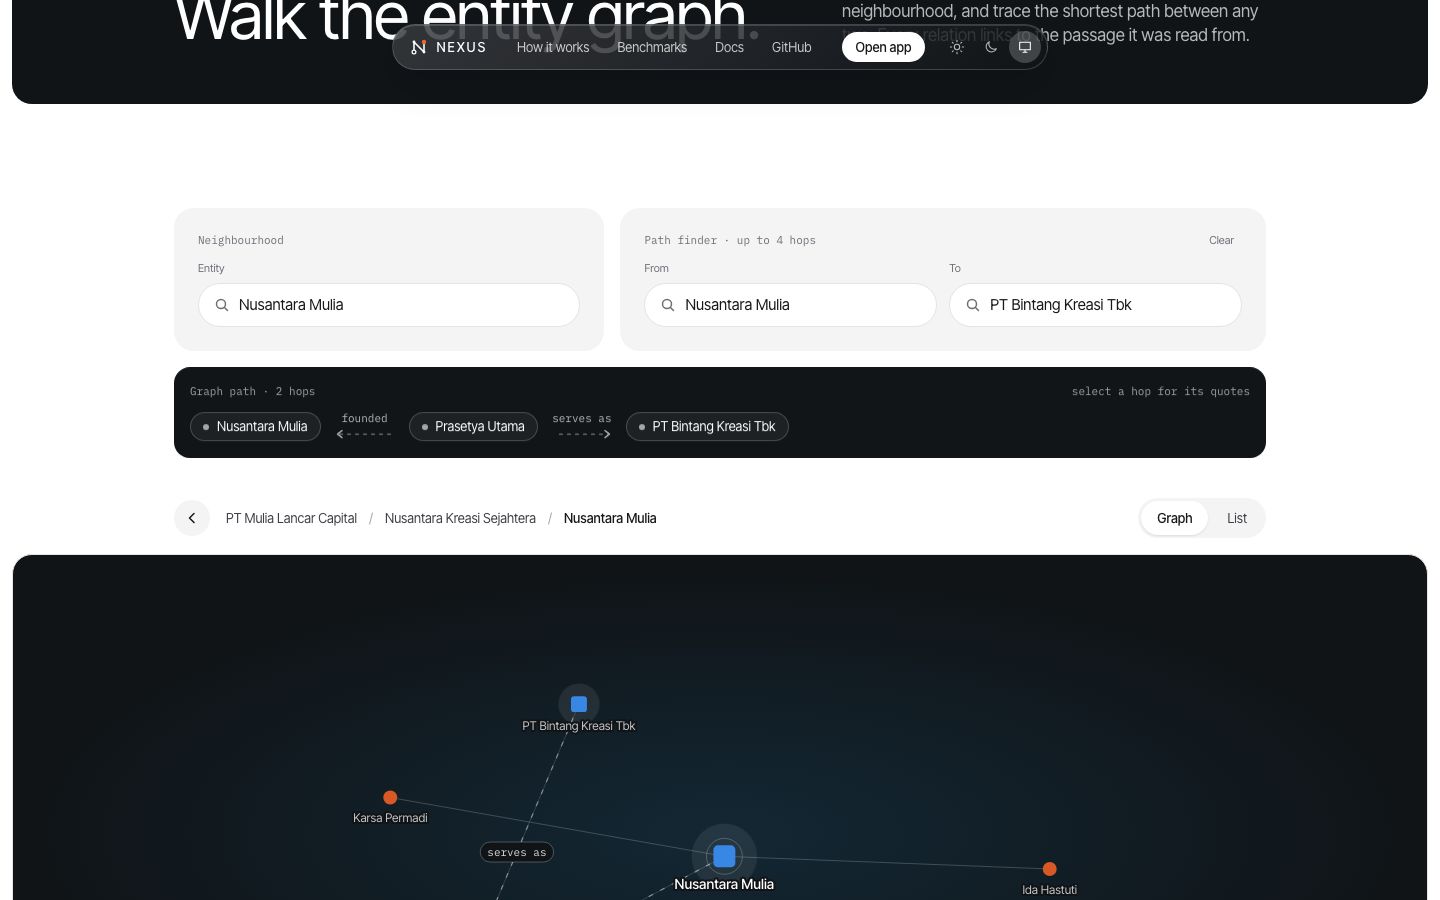 Walk the entity graph.
neighbourhood, and trace the shortest path between any
relation links to the passage it was read from.
NEXUS How it works Benchmarks Docs GitHub Open app
Neighbourhood
Entity
Nusantara Mulia
Path finder · up to 4 hops Clear
From To
Nusantara Mulia PT Bintang Kreasi Tbk
Graph path · 2 hops select a hop for its quotes
founded serves as
Nusantara Mulia Prasetya Utama PT Bintang Kreasi Tbk
PT Mulia Lancar Capital / Nusantara Kreasi Sejahtera / Nusantara Mulia Graph List
PT Bintang Kreasi Tbk
Karsa Permadi
serves as
Nusantara Mulia
Ida Hastuti